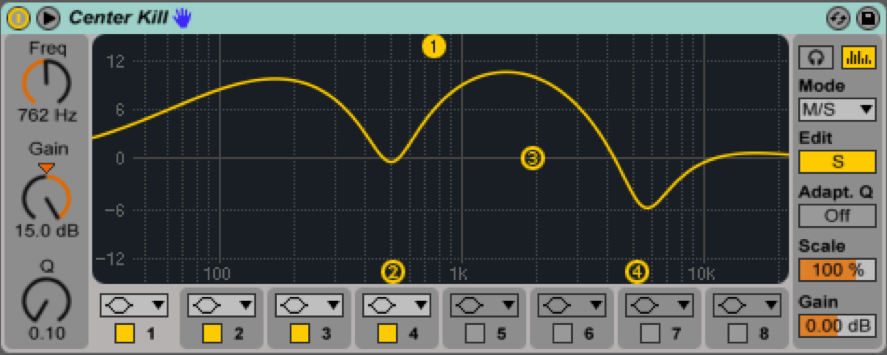 Center Kill
Freq
762 Hz
Gain
15.0 dB
Q
0.10
12
6
0
-6
-12
100
1k
10k
1
2
3
4
Mode
M/S
Edit
S
Adapt. Q
Off
Scale
100 %
Gain
0.00 dB
1
2
3
4
5
6
7
8